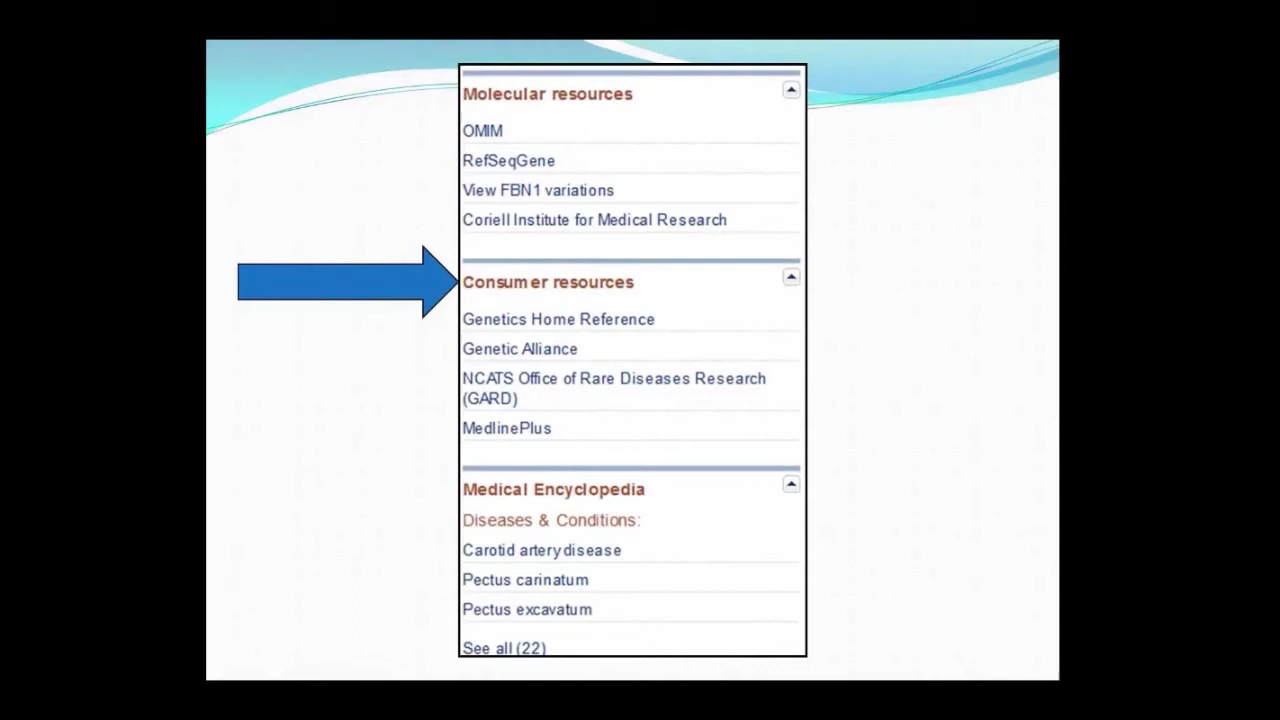 Molecular resources
OMIM
RefSeqGene
View FBN1 variations
Coriell Institute for Medical Research
Consumer resources
Genetics Home Reference
Genetic Alliance
NCATS Office of Rare Diseases Research
(GARD)
MedlinePlus
Medical Encyclopedia
Diseases & Conditions:
Carotid artery disease
Pectus carinatum
Pectus excavatum
See all (22)